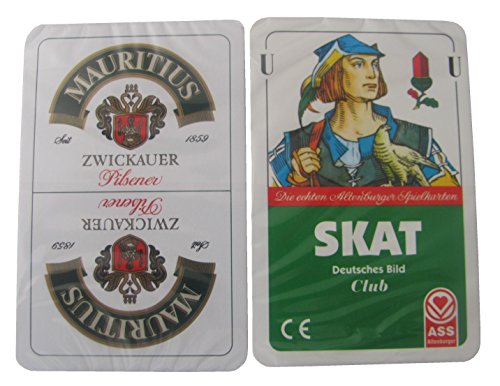 MAURITIUS
Seit 1859
ZWICKAUER
Pilsener
Pilsener
ZWICKAUER
Seit 1859
MAURITIUS
U U
Die echten Altenburger Spielkarten
SKAT
Deutsches Bild
Club
CE
ASS
Altenburger